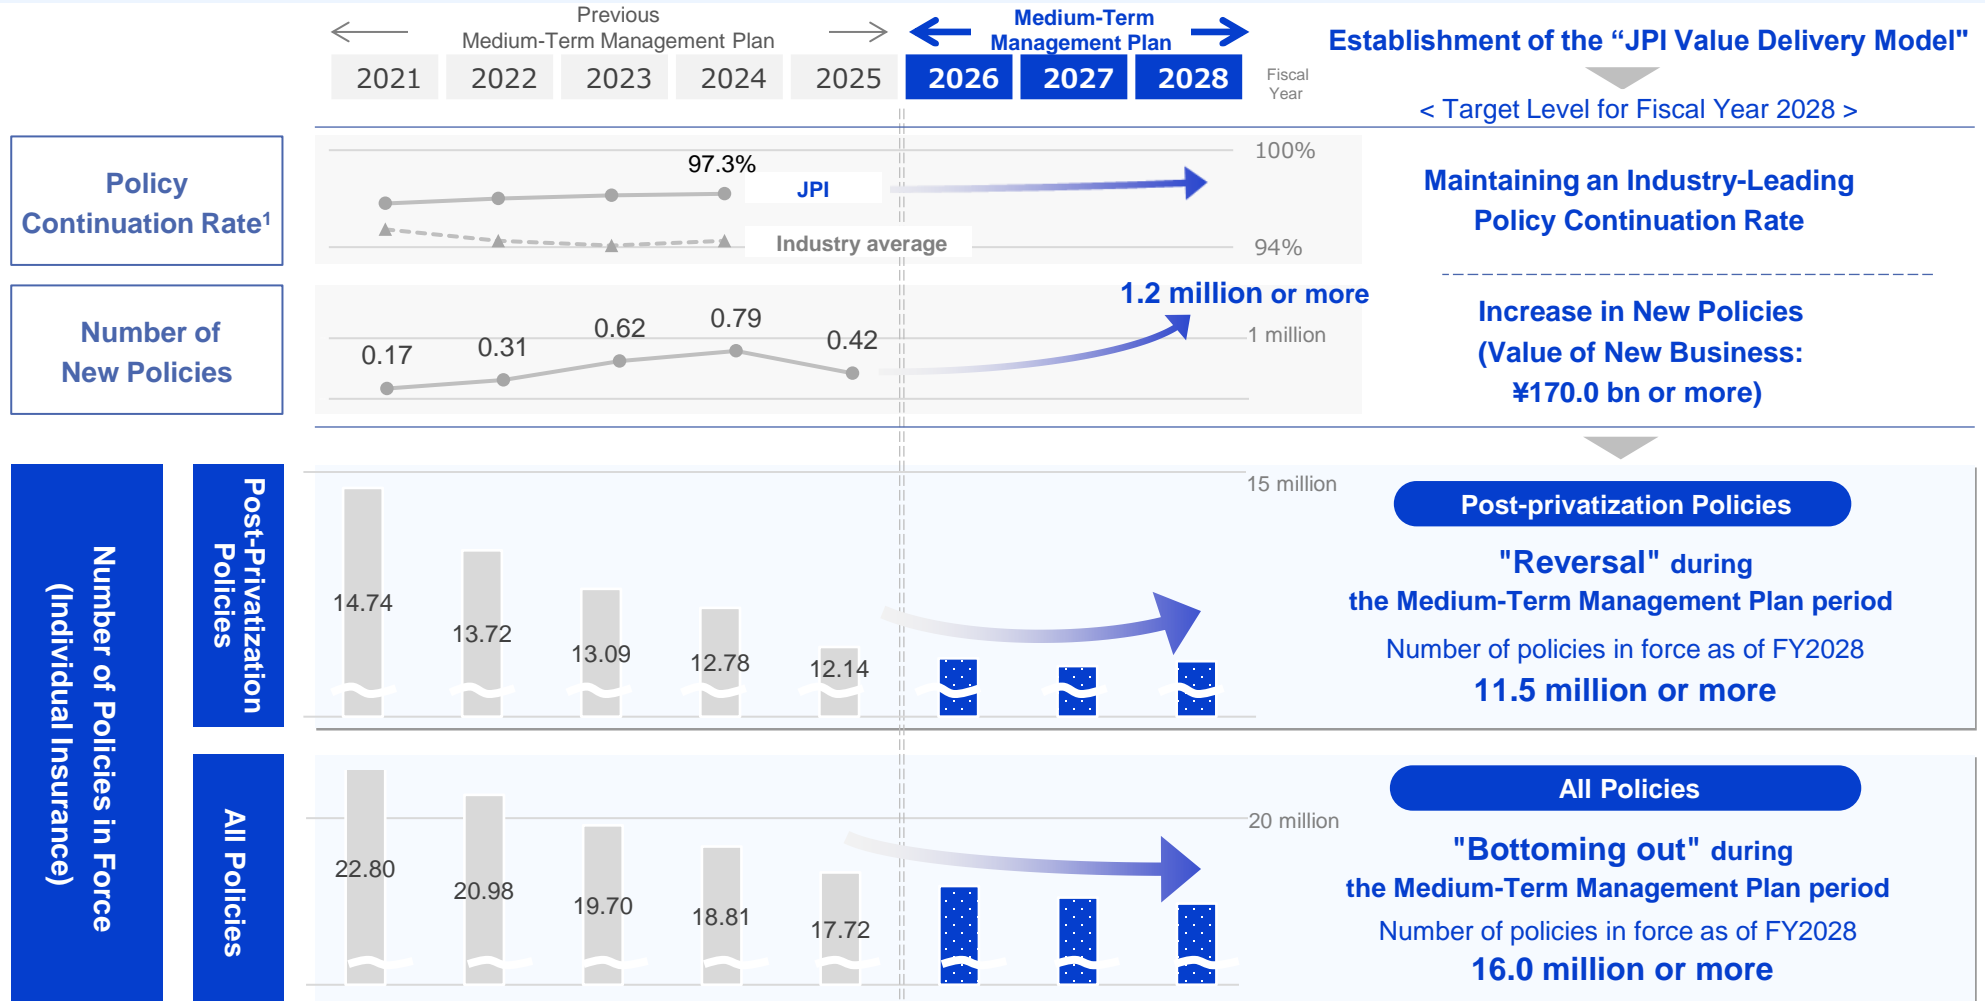 Previous
Medium-Term Management Plan
Medium-Term
Management Plan
2021 2022 2023 2024 2025 2026 2027 2028
Fiscal
Year
Establishment of the “JPI Value Delivery Model"
< Target Level for Fiscal Year 2028 >
Policy
Continuation Rate1
97.3%
JPI
Industry average
100%
94%
Maintaining an Industry-Leading
Policy Continuation Rate
Number of
New Policies
0.17 0.31 0.62 0.79 0.42
1.2 million or more
1 million
Increase in New Policies
(Value of New Business:
¥170.0 bn or more)
Number of Policies in Force
(Individual Insurance)
Post-Privatization
Policies
15 million
14.74 13.72 13.09 12.78 12.14
Post-privatization Policies
"Reversal" during
the Medium-Term Management Plan period
Number of policies in force as of FY2028
11.5 million or more
All Policies
20 million
22.80 20.98 19.70 18.81 17.72
All Policies
"Bottoming out" during
the Medium-Term Management Plan period
Number of policies in force as of FY2028
16.0 million or more